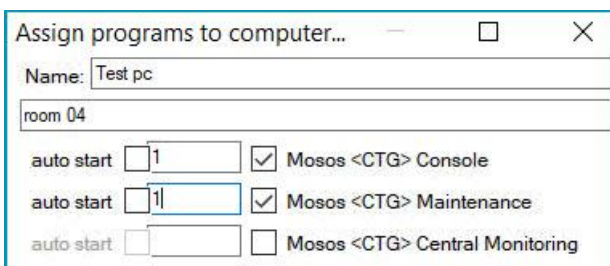 Assign programs to computer...
Name: Test pc
room 04
auto start 1 Mosos <CTG> Console
auto start 1 Mosos <CTG> Maintenance
auto start Mosos <CTG> Central Monitoring